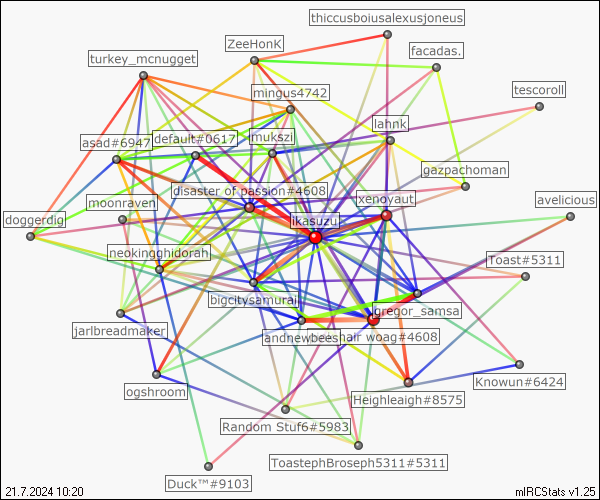 thiccusboiusalexusjoneus
ZeeHonK
facadas.
turkey_mcnugget
tescoroll
mingus4742
lahnk
default#0617
mukszi
asad#6947
gazpachoman
disaster of passion#4608
xenovaut
moonraven
avelicious
doggerdig
ikasuzu
neokingghidorah
Toast#5311
bigcitysamurai
gregor_samsa
jarlbreadmaker
andnewbees
hair woag#4608
Knowun#6424
ogshroom
Heighleaigh#8575
Random Stuf6#5983
ToastephBroseph5311#5311
Duck™#9103
21.7.2024 10:20
mIRCStats v1.25